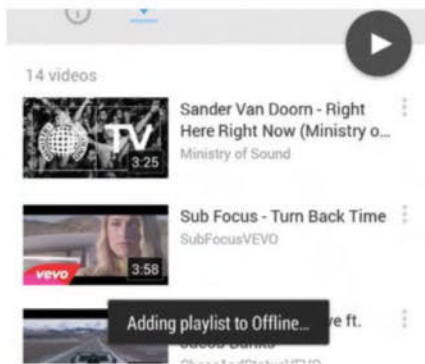 14 videos
TV
3:25
Sander Van Doorn - Right
Here Right Now (Ministry o...
Ministry of Sound
vevo
3:58
Sub Focus - Turn Back Time
SubFocusVEVO
Adding playlist to Offline...
ve ft.